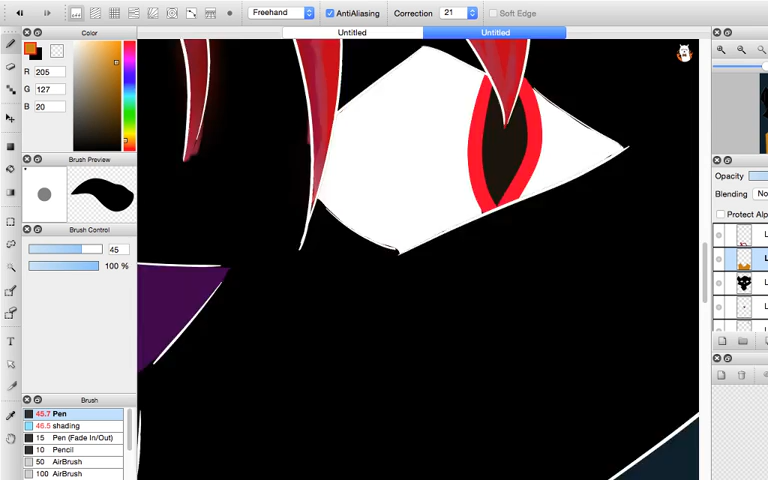 Freehand AntiAliasing Correction 21 Soft Edge
Untitled Untitled
Color
R 205
G 127
B 20
Brush Preview
Brush Control
45
100 %
Brush
45.7 Pen
46.5 shading
15 Pen (Fade In/Out)
10 Pencil
50 AirBrush
100 AirBrush
Opacity
Blending